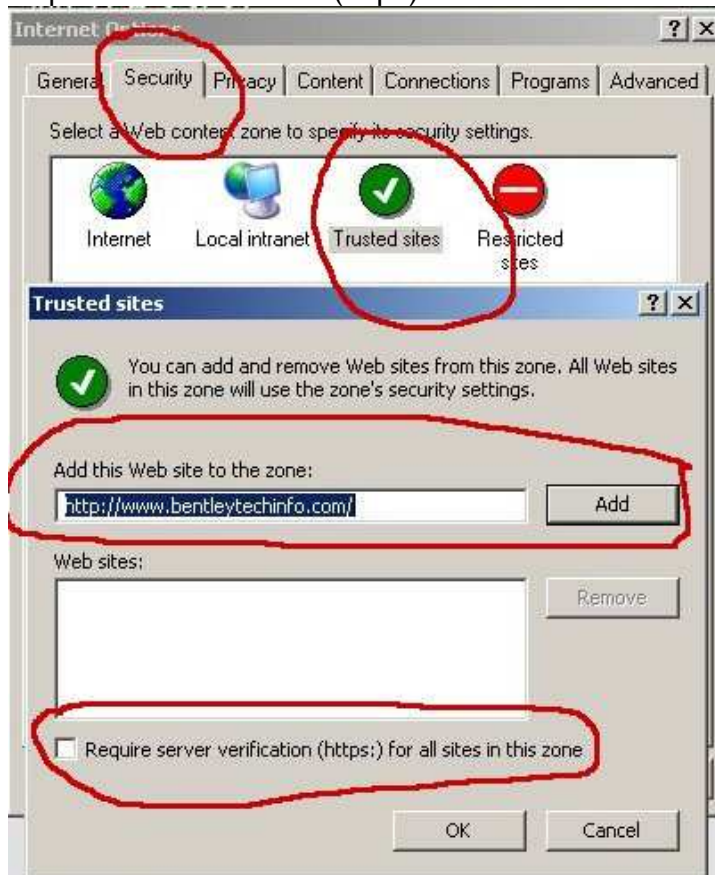 Internet Options
General Security Privacy Content Connections Programs Advanced
Select a Web content zone to specify its security settings.
Internet Local intranet Trusted sites Restricted sites
Trusted sites
You can add and remove Web sites from this zone. All Web sites
in this zone will use the zone's security settings.
Add this Web site to the zone:
http://www.bentleytechinfo.com/ Add
Web sites:
Remove
Require server verification (https:) for all sites in this zone
OK Cancel